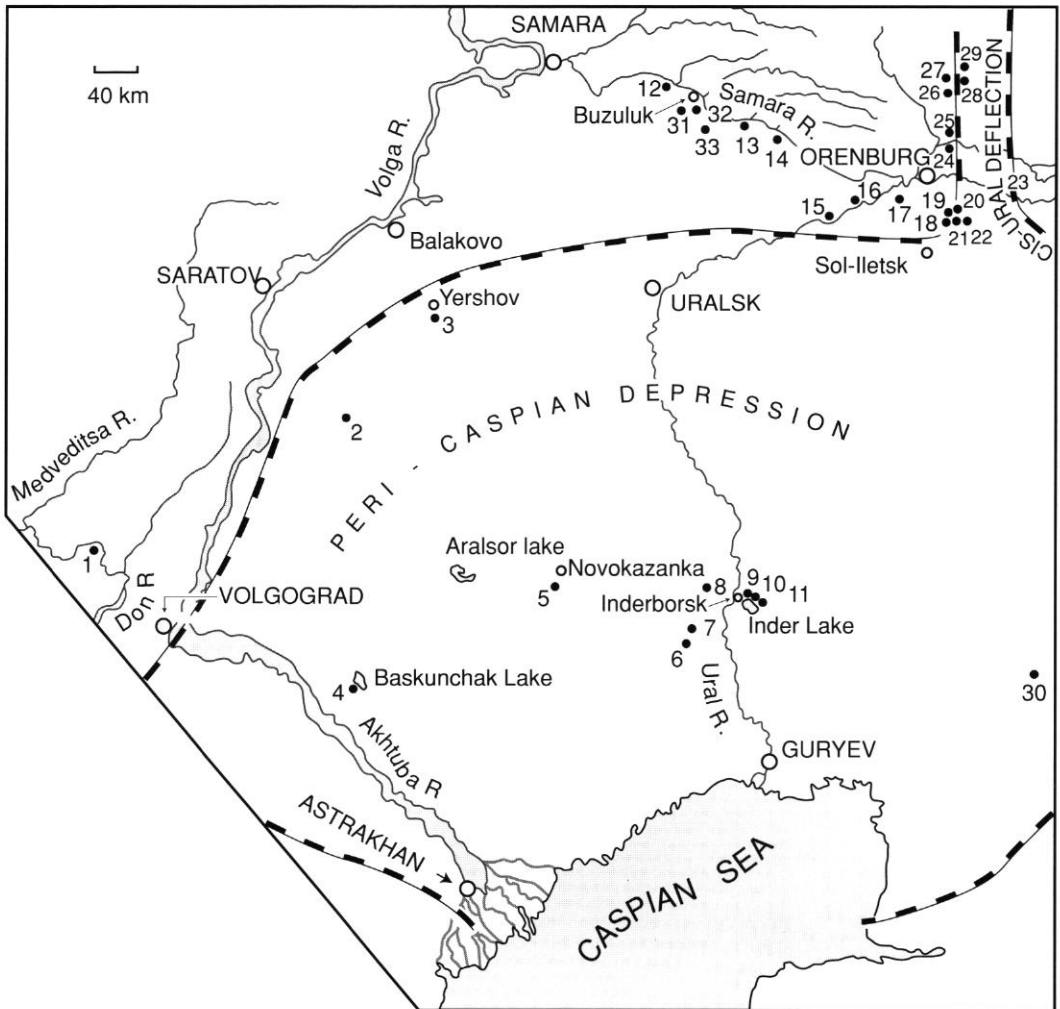 SAMARA
40 km
29
27
28
26
12
Buzuluk
Samara R.
31
32
33
13
14
25
24
ORENBURG
CIS-URAL DEFLECTION
23
Volga R.
15
16
17
19
20
18
21
22
Balakovo
Sol-Iletsk
SARATOV
URALSK
Yershov
3
2
PERI - CASPIAN DEPRESSION
Medveditsa R.
1
Don R
VOLGOGRAD
Aralsor lake
Novokazanka
5
8
9
10
11
Inderborsk
Inder Lake
7
6
Ural R.
30
4
Baskunchak Lake
Akhtuba R
GURYEV
ASTRAKHAN
CASPIAN SEA